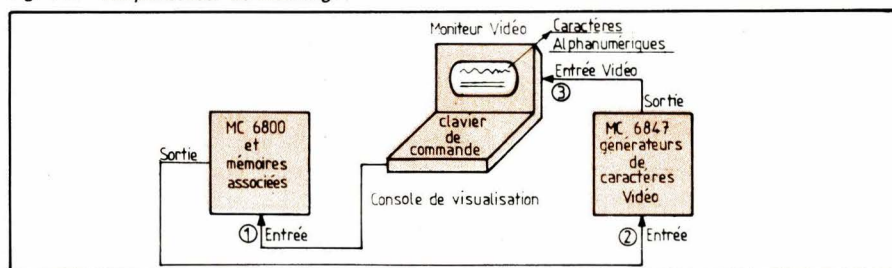 Moniteur Vidéo
Caractères
Alphanumériques
Entrée Vidéo
③
Sortie
MC 6800
et
mémoires
associées
clavier
de
commande
MC 6847
générateurs
de
caractères
Vidéo
Sortie
Console de visualisation
① Entrée
② Entrée